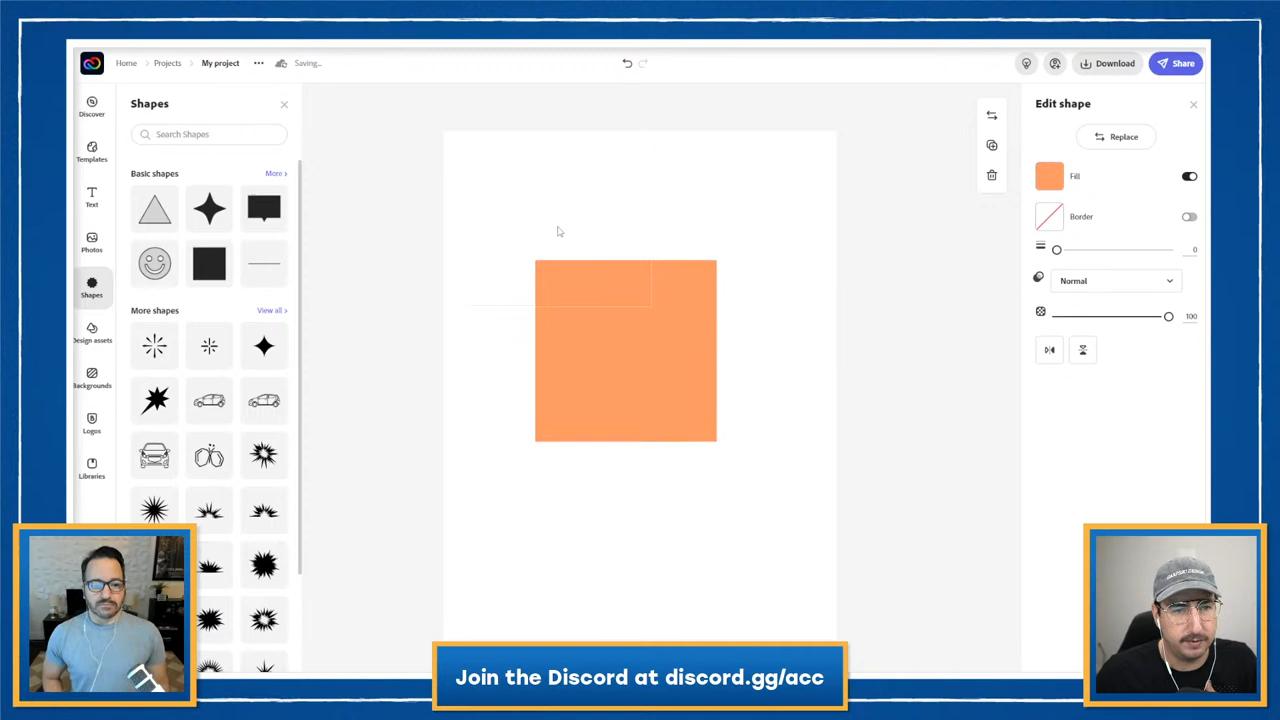 Home
Projects
My project
Saving...
Download
Share
Discover
Templates
Text
Photos
Shapes
Design assets
Backgrounds
Logos
Libraries
Shapes
Search Shapes
Basic shapes
More
More shapes
View all
Edit shape
Replace
Fill
Border
0
Normal
100
Join the Discord at discord.gg/acc